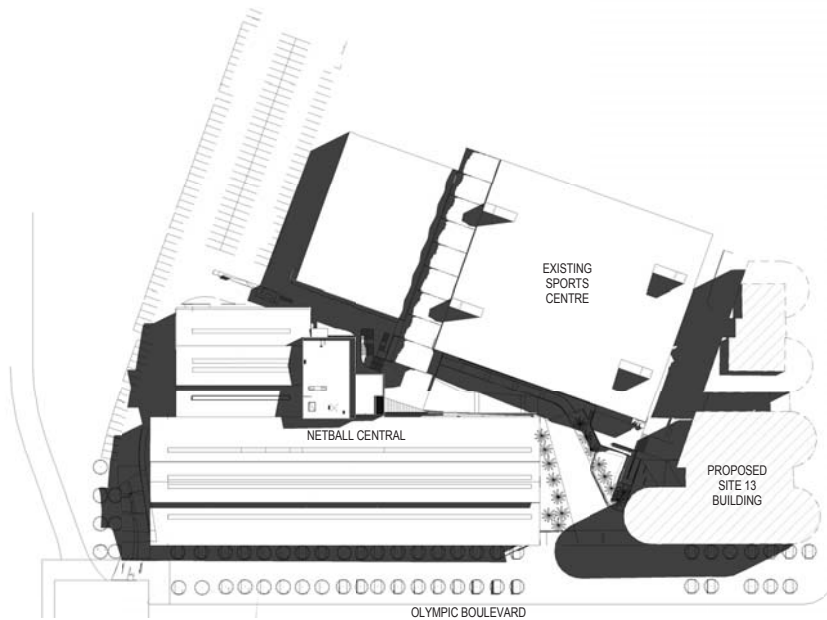 EXISTING
SPORTS
CENTRE
NETBALL CENTRAL
PROPOSED
SITE 13
BUILDING
OLYMPIC BOULEVARD